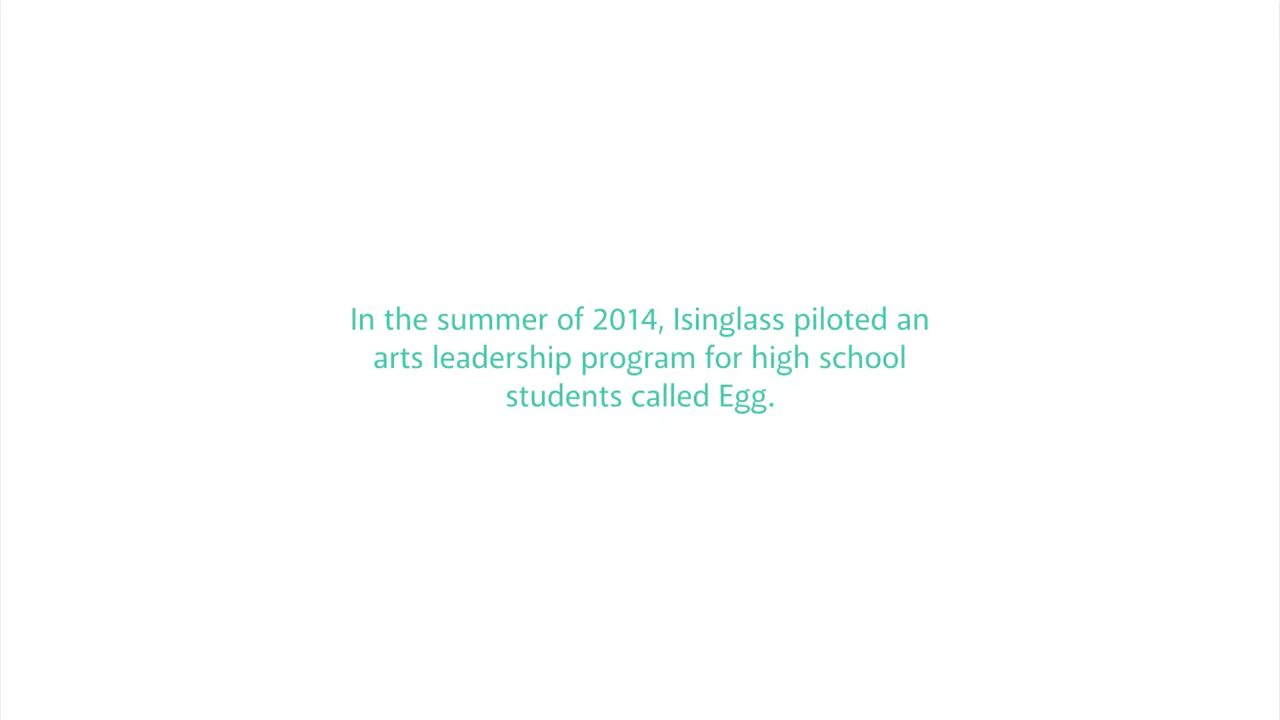 In the summer of 2014, Isinglass piloted an
arts leadership program for high school
students called Egg.